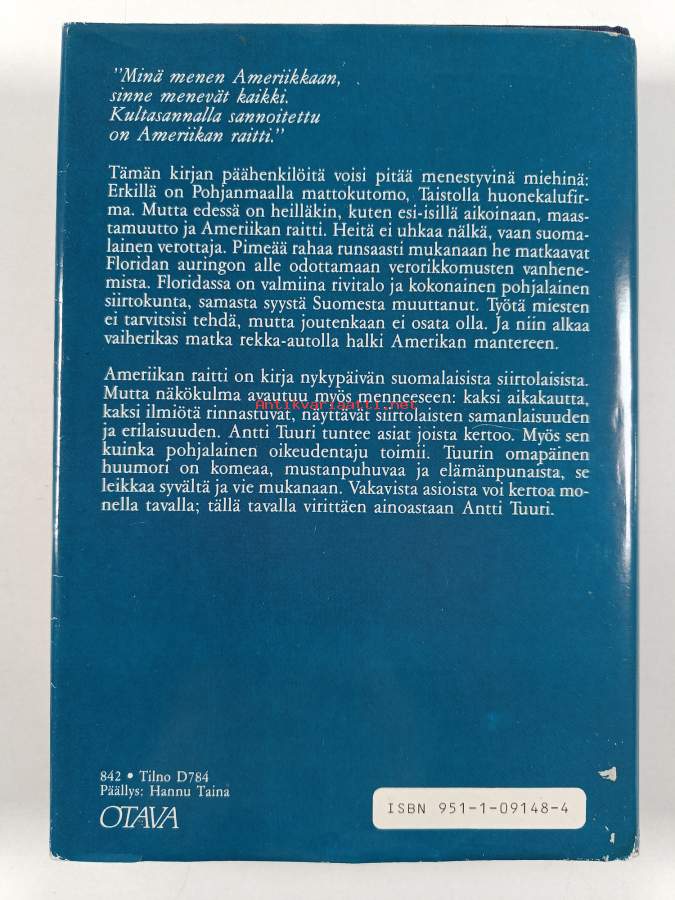 "Minä menen Ameriikkaan,
sinne menevät kaikki.
Kultasannalla sannoitettu
on Ameriikan raitti."
Tämän kirjan päähenkilöitä voisi pitää menestyvinä miehinä:
Erkillä on Pohjanmaalla mattokutomo, Taistolla huonekalufir-
ma. Mutta edessä on heilläkin, kuten esi-isillä aikoinaan, maas-
tamuutto ja Ameriikan raitti. Heitä ei uhkaa nälkä, vaan suoma-
lainen verottaja. Pimeää rahaa runsaasti mukanaan he matkaavat
Floridan auringon alle odottamaan verorikkomusten vanhene-
mista. Floridassa on valmiina rivitalo ja kokonainen pohjalainen
siirtokunta, samasta syystä Suomesta muuttanut. Työtä miesten
ei tarvitsisi tehdä, mutta joutenkaan ei osata olla. Ja niin alkaa
vaiherikas matka rekka-autolla halki Amerikan mantereen.
Ameriikan raitti on kirja nykypäivän suomalaisista siirtolaisista.
Mutta näkökulma avautuu myös menneeseen: kaksi aikakautta,
Antikvariaatti.net
kaksi ilmiötä rinnastuvat, näyttävät siirtolaisten samanlaisuuden
ja erilaisuuden. Antti Tuuri tuntee asiat joista kertoo. Myös sen
kuinka pohjalainen oikeudentaju toimii. Tuurin omapäinen
huumori on komeaa, mustanpuhuvaa ja elämänpunaista, se
leikkaa syvältä ja vie mukanaan. Vakavista asioista voi kertoa mo-
nella tavalla; tällä tavalla virittäen ainoastaan Antti Tuuri.
842 • Tilno D784
Päällys: Hannu Taina
OTAVA
ISBN 951-1-09148-4